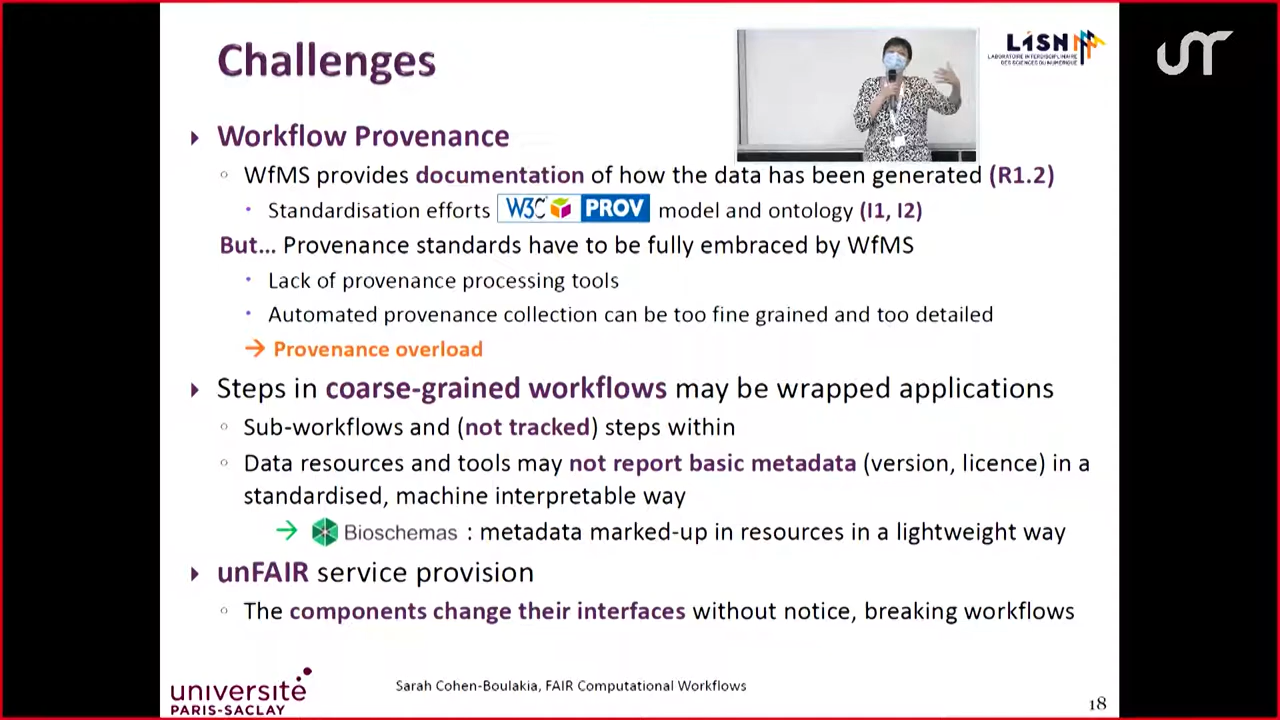 Challenges
LISN
LABORATOIRE INTERDISCIPLINAIRE
DES SCIENCES DU NUMÉRIQUE
Workflow Provenance
WfMS provides documentation of how the data has been generated (R1.2)
Standardisation efforts W3C PROV model and ontology (I1, I2)
But... Provenance standards have to be fully embraced by WfMS
Lack of provenance processing tools
Automated provenance collection can be too fine grained and too detailed
→ Provenance overload
Steps in coarse-grained workflows may be wrapped applications
Sub-workflows and (not tracked) steps within
Data resources and tools may not report basic metadata (version, licence) in a
standardised, machine interpretable way
→ Bioschemas : metadata marked-up in resources in a lightweight way
unFAIR service provision
The components change their interfaces without notice, breaking workflows
université
PARIS-SACLAY
Sarah Cohen-Boulakia, FAIR Computational Workflows
18